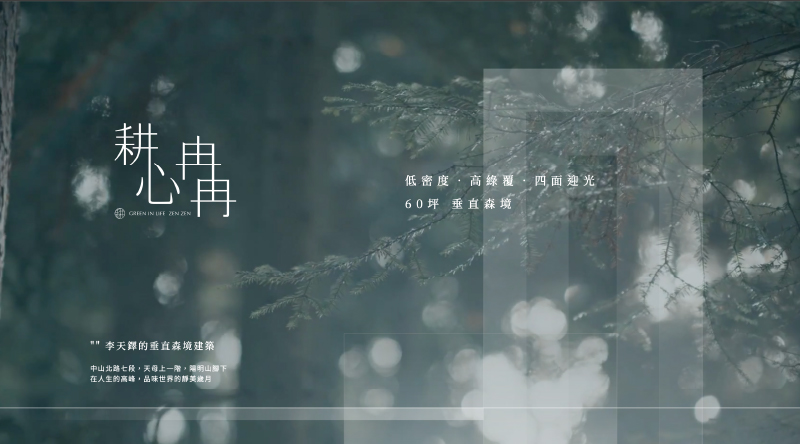 耕心冉冉
GREEN IN LIFE ZEN ZEN
低密度・高綠覆・四面迎光
60坪 垂直森境
"" 李天鐸的垂直森境建築
中山北路七段，天母上一階，陽明山腳下
在人生的高峰，品味世界的靜美歲月